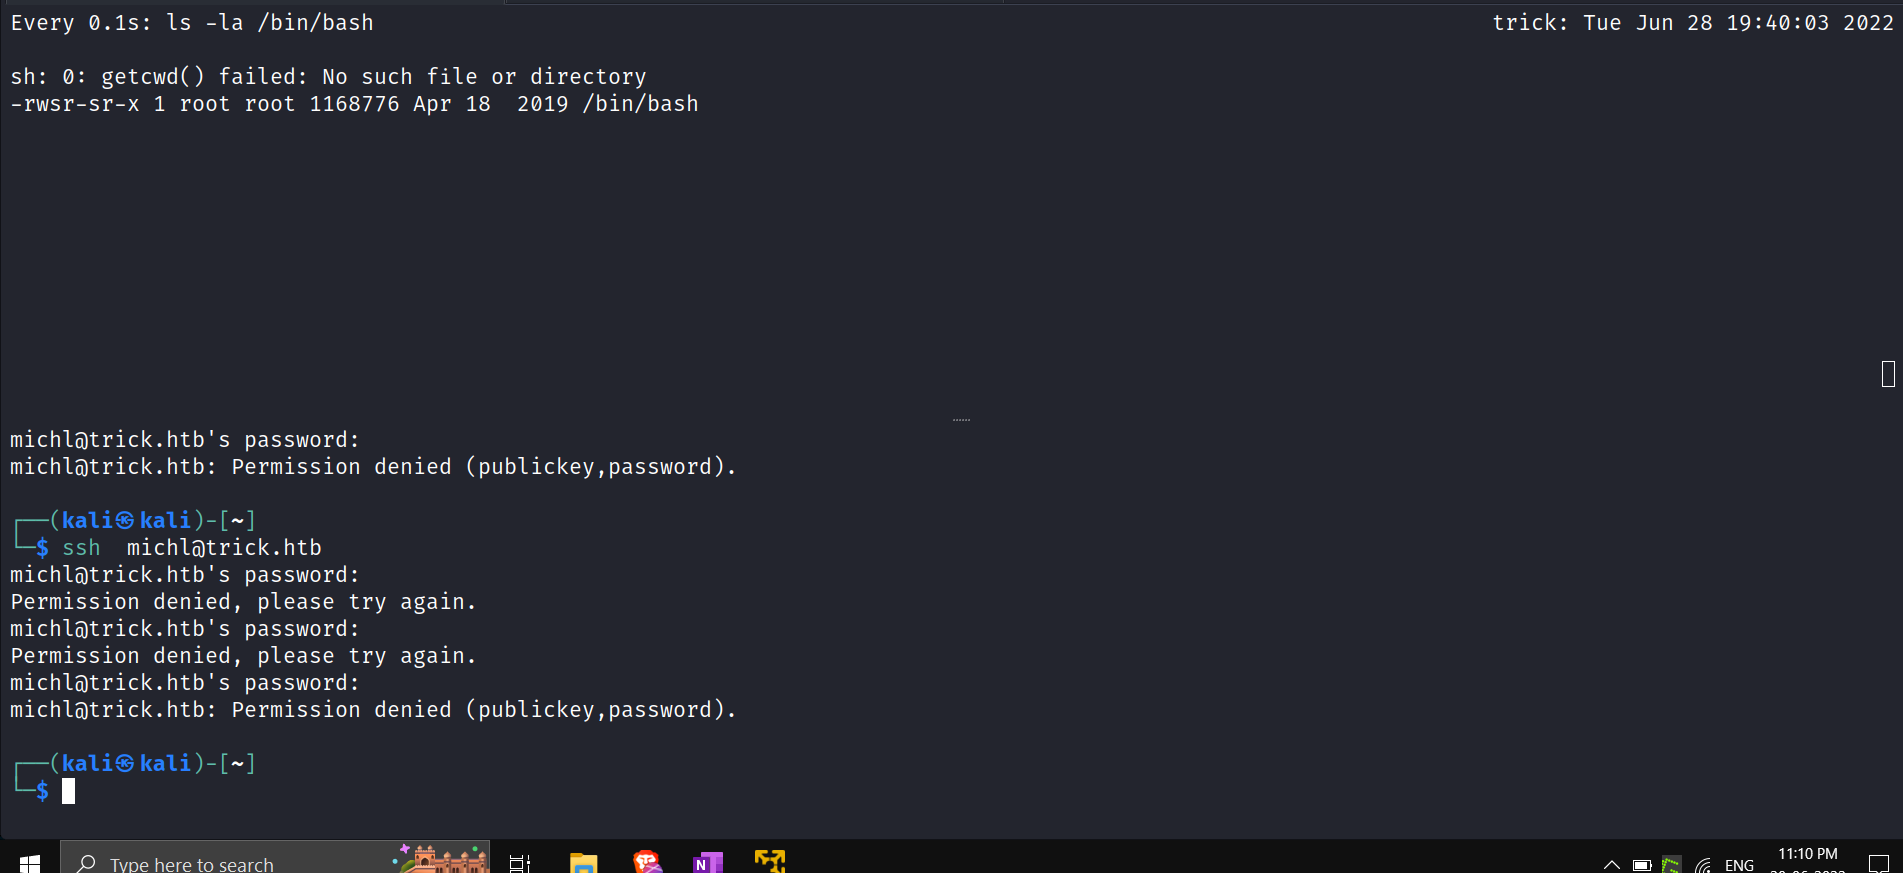 Every 0.1s: ls -la /bin/bash trick: Tue Jun 28 19:40:03 2022
sh: 0: getcwd() failed: No such file or directory
-rwsr-sr-x 1 root root 1168776 Apr 18  2019 /bin/bash
michl@trick.htb's password:
michl@trick.htb: Permission denied (publickey,password).
┌──(kali㉿kali)-[~]
└─$ ssh  michl@trick.htb
michl@trick.htb's password:
Permission denied, please try again.
michl@trick.htb's password:
Permission denied, please try again.
michl@trick.htb's password:
michl@trick.htb: Permission denied (publickey,password).
┌──(kali㉿kali)-[~]
└─$
Type here to search
N
ENG
11:10 PM